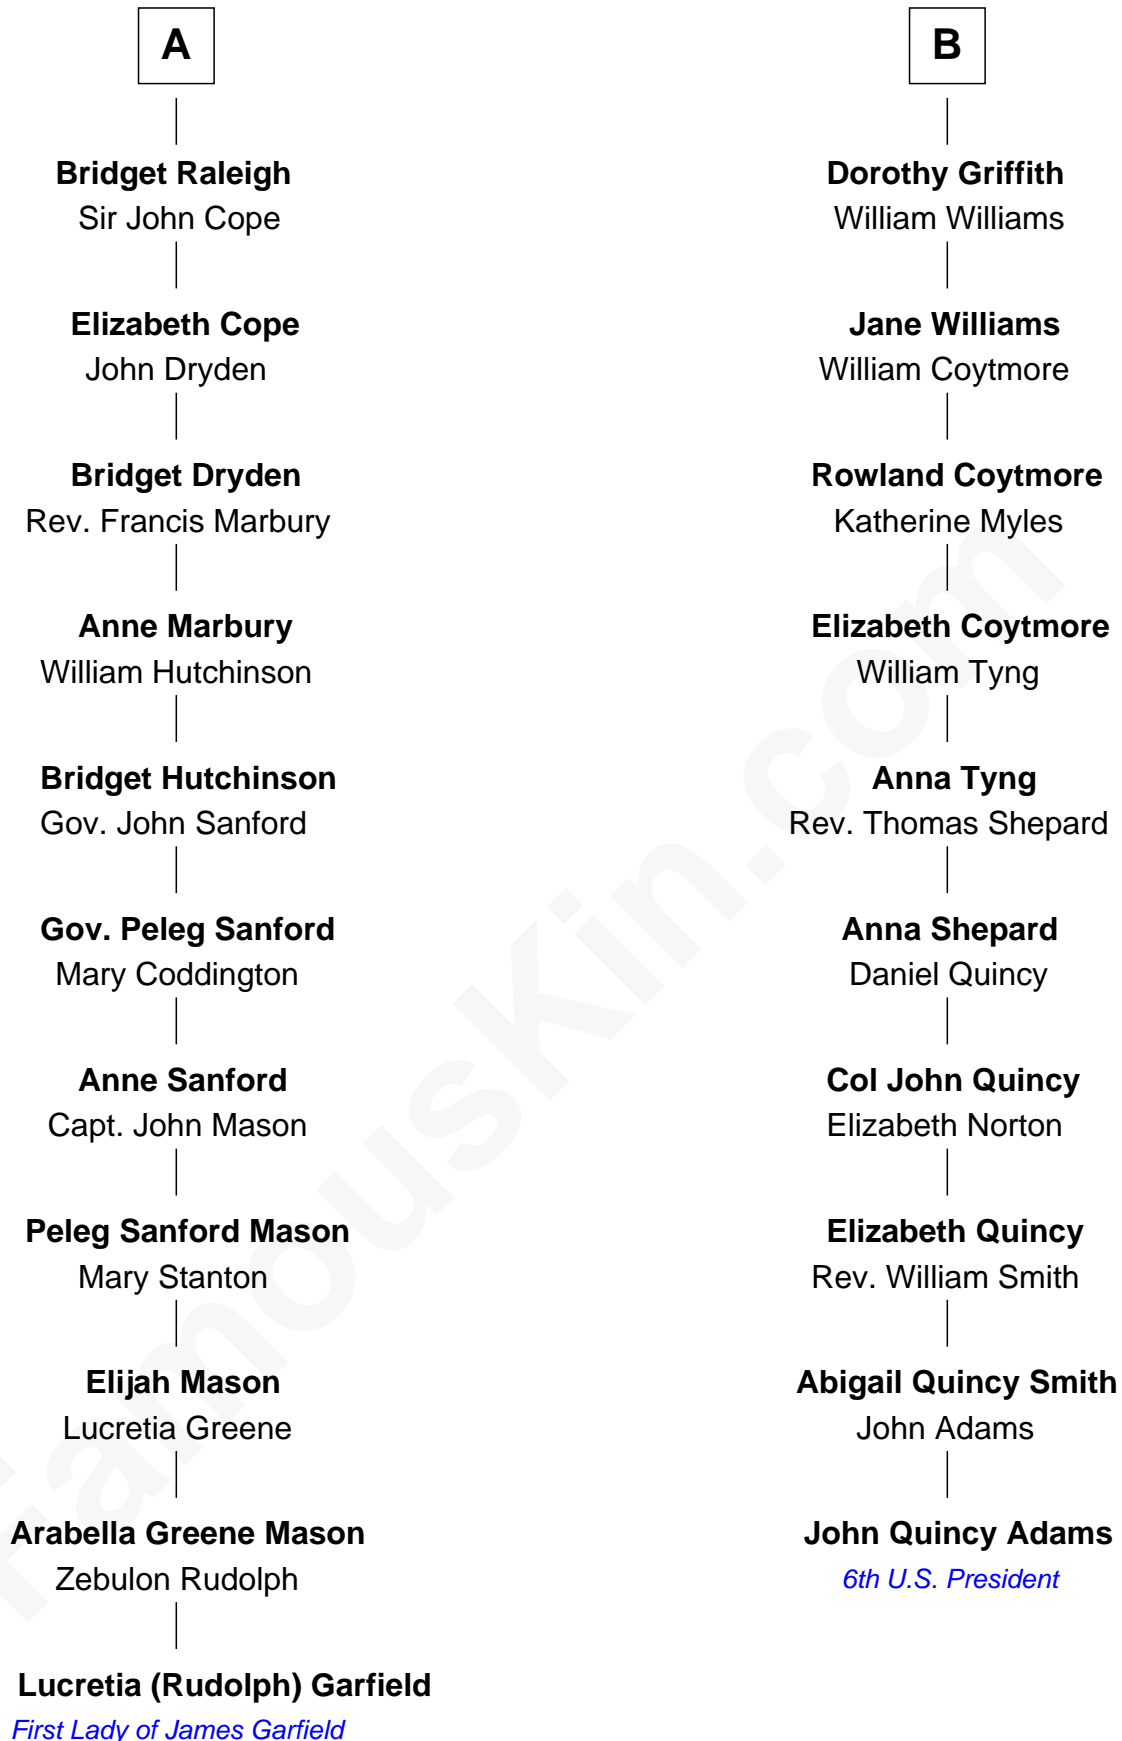 A
Bridget Raleigh
Sir John Cope
Elizabeth Cope
John Dryden
Bridget Dryden
Rev. Francis Marbury
Anne Marbury
William Hutchinson
Bridget Hutchinson
Gov. John Sanford
Gov. Peleg Sanford
Mary Coddington
Anne Sanford
Capt. John Mason
Peleg Sanford Mason
Mary Stanton
Elijah Mason
Lucretia Greene
Arabella Greene Mason
Zebulon Rudolph
Lucretia (Rudolph) Garfield
First Lady of James Garfield
B
Dorothy Griffith
William Williams
Jane Williams
William Coytmore
Rowland Coytmore
Katherine Myles
Elizabeth Coytmore
William Tyng
Anna Tyng
Rev. Thomas Shepard
Anna Shepard
Daniel Quincy
Col John Quincy
Elizabeth Norton
Elizabeth Quincy
Rev. William Smith
Abigail Quincy Smith
John Adams
John Quincy Adams
6th U.S. President
FamousKin.com